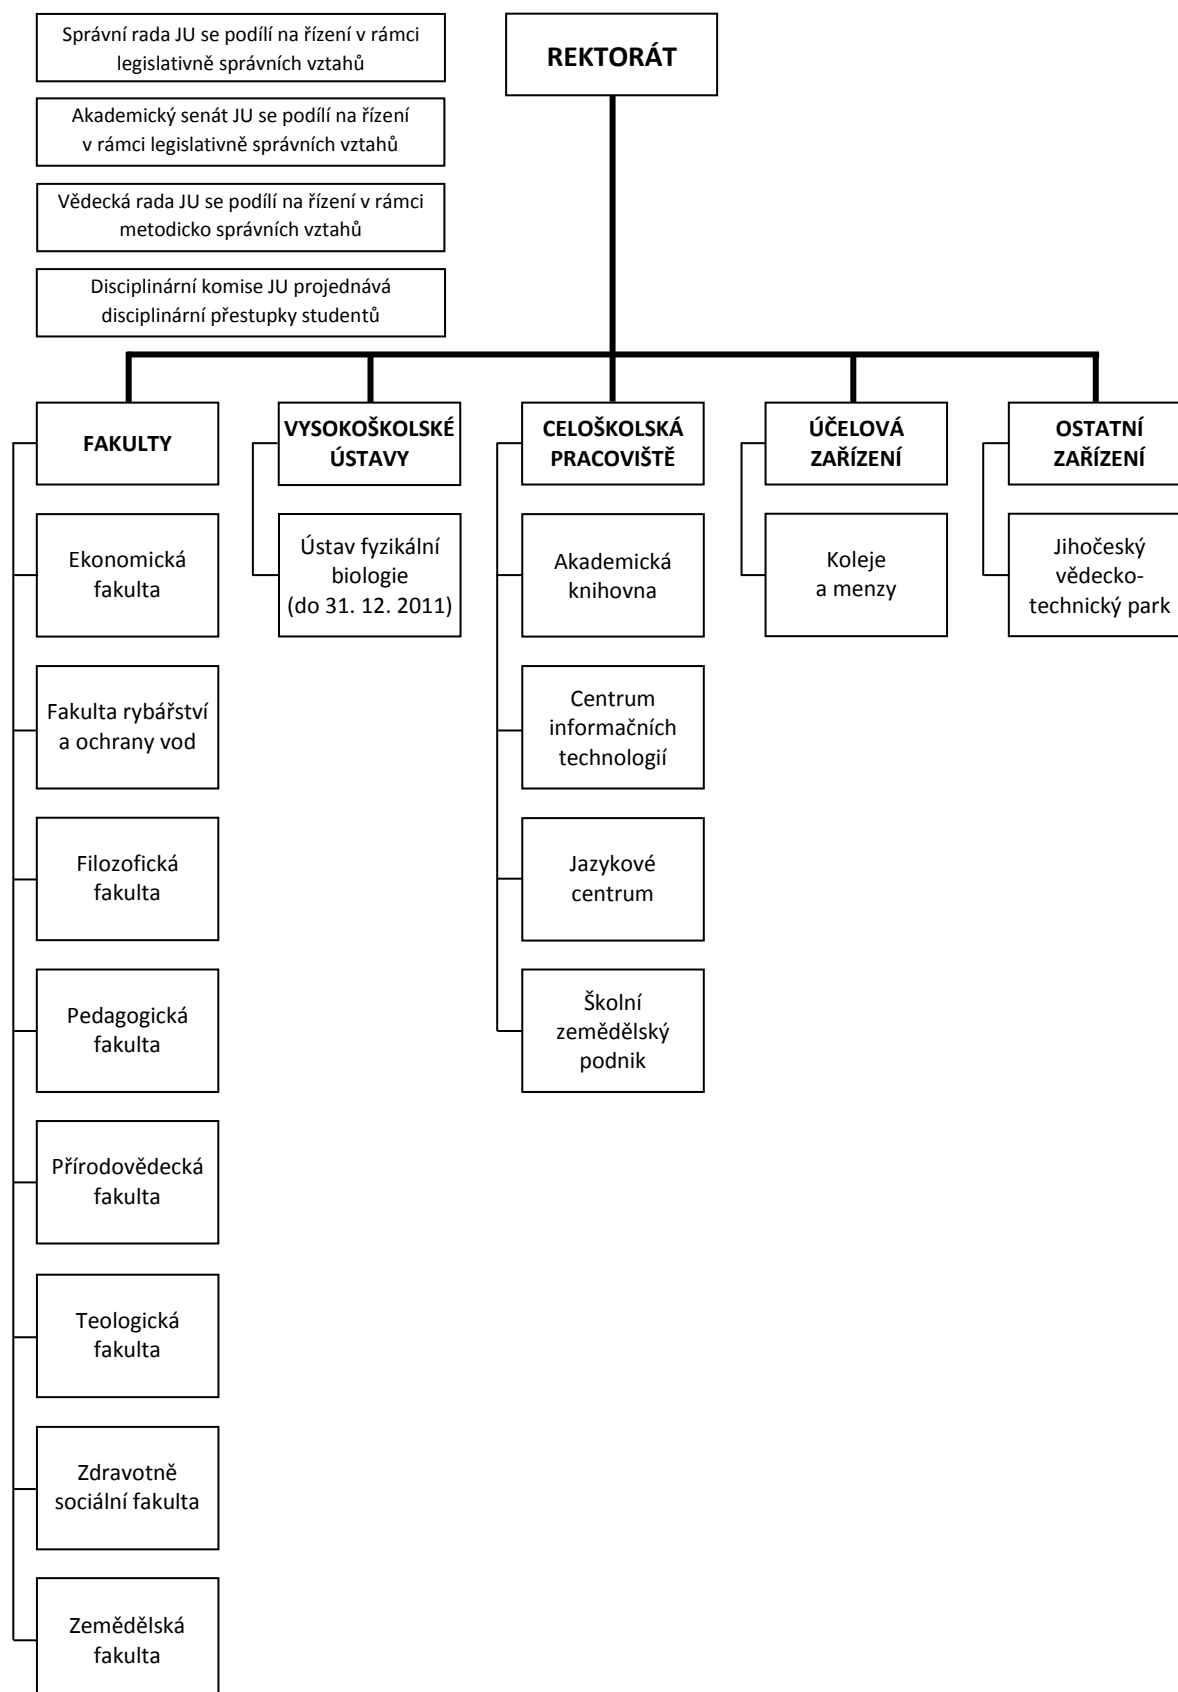 Správní rada JU se podílí na řízení v rámci
legislativně správních vztahů
REKTORÁT
Akademický senát JU se podílí na řízení
v rámci legislativně správních vztahů
Vědecká rada JU se podílí na řízení v rámci
metodicko správních vztahů
Disciplinární komise JU projednává
disciplinární přestupky studentů
FAKULTY
Ekonomická
fakulta
Fakulta rybářství
a ochrany vod
Filozofická
fakulta
Pedagogická
fakulta
Přírodovědecká
fakulta
Teologická
fakulta
Zdravotně
sociální fakulta
Zemědělská
fakulta
VYSOKOŠKOLSKÉ
ÚSTAVY
Ústav fyzikální
biologie
(do 31. 12. 2011)
CELOŠKOLSKÁ
PRACOVIŠTĚ
Akademická
knihovna
Centrum
informačních
technologií
Jazykové
centrum
Školní
zemědělský
podnik
ÚČELOVÁ
ZAŘÍZENÍ
Koleje
a menzy
OSTATNÍ
ZAŘÍZENÍ
Jihočeský
vědecko-
technický park